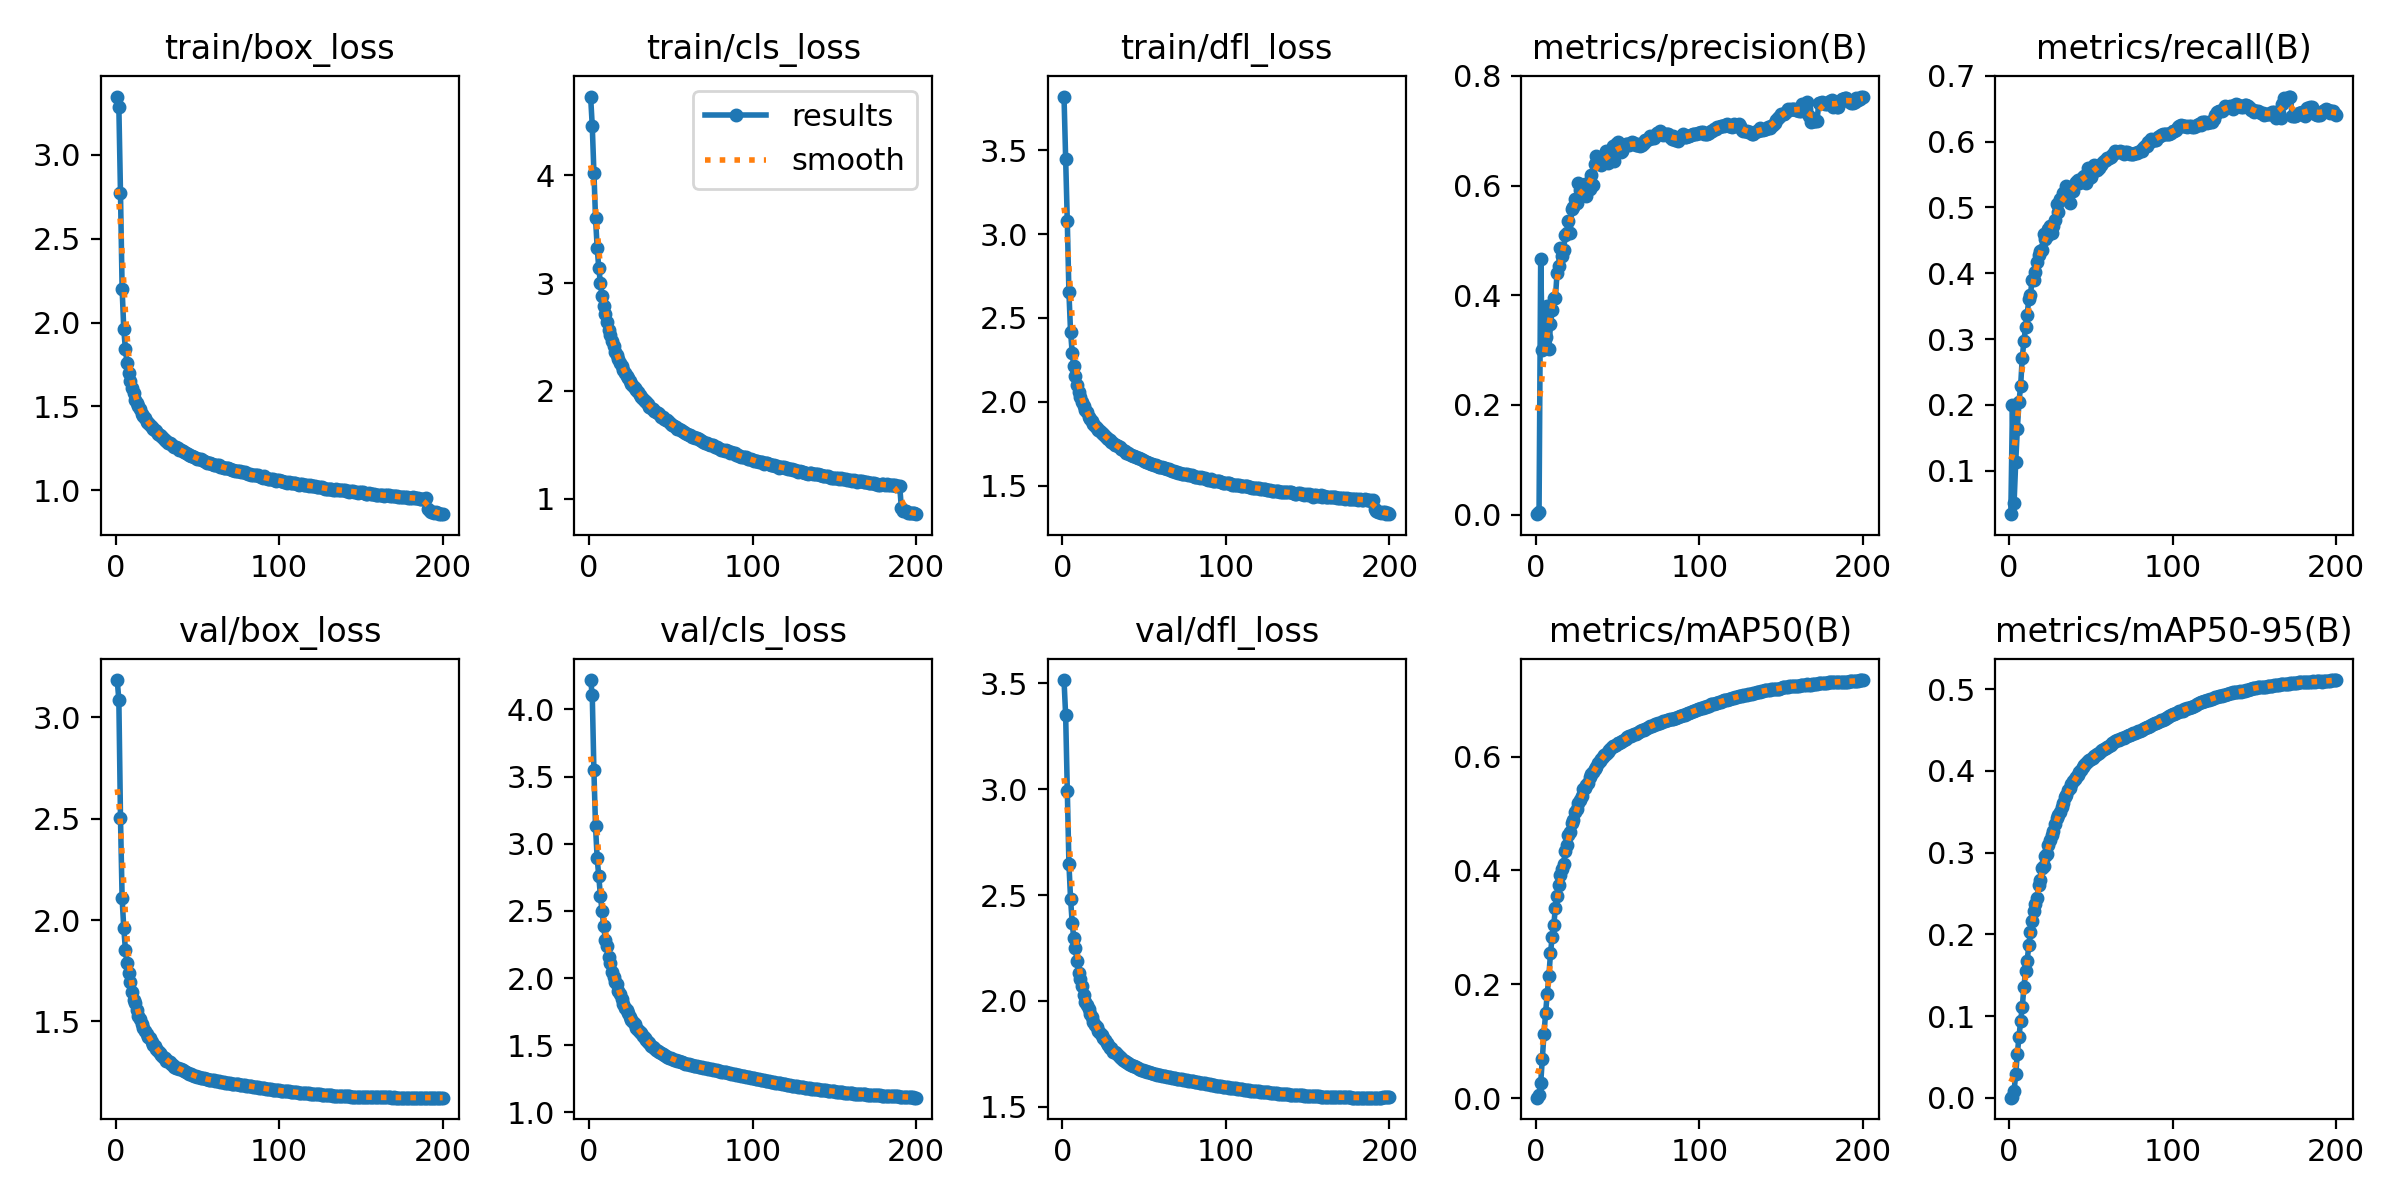 train/box_loss
3.0
2.5
2.0
1.5
1.0
0 100 200
train/cls_loss
results
smooth
4
3
2
1
0 100 200
train/dfl_loss
3.5
3.0
2.5
2.0
1.5
0 100 200
metrics/precision(B)
0.8
0.6
0.4
0.2
0.0
0 100 200
metrics/recall(B)
0.7
0.6
0.5
0.4
0.3
0.2
0.1
0 100 200
val/box_loss
3.0
2.5
2.0
1.5
0 100 200
val/cls_loss
4.0
3.5
3.0
2.5
2.0
1.5
1.0
0 100 200
val/dfl_loss
3.5
3.0
2.5
2.0
1.5
0 100 200
metrics/mAP50(B)
0.6
0.4
0.2
0.0
0 100 200
metrics/mAP50-95(B)
0.5
0.4
0.3
0.2
0.1
0.0
0 100 200